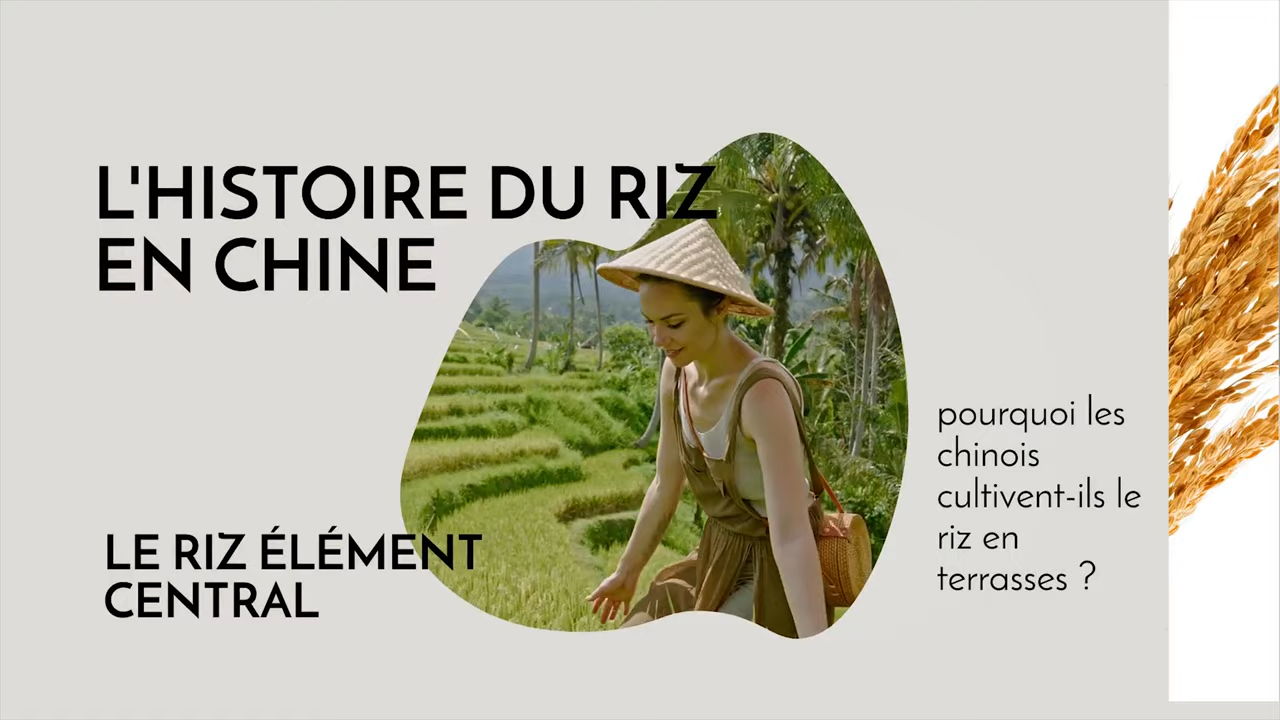 L'HISTOIRE DU RIZ
EN CHINE
LE RIZ ÉLÉMENT
CENTRAL
pourquoi les
chinois
cultivent-ils le
riz en
terrasses ?